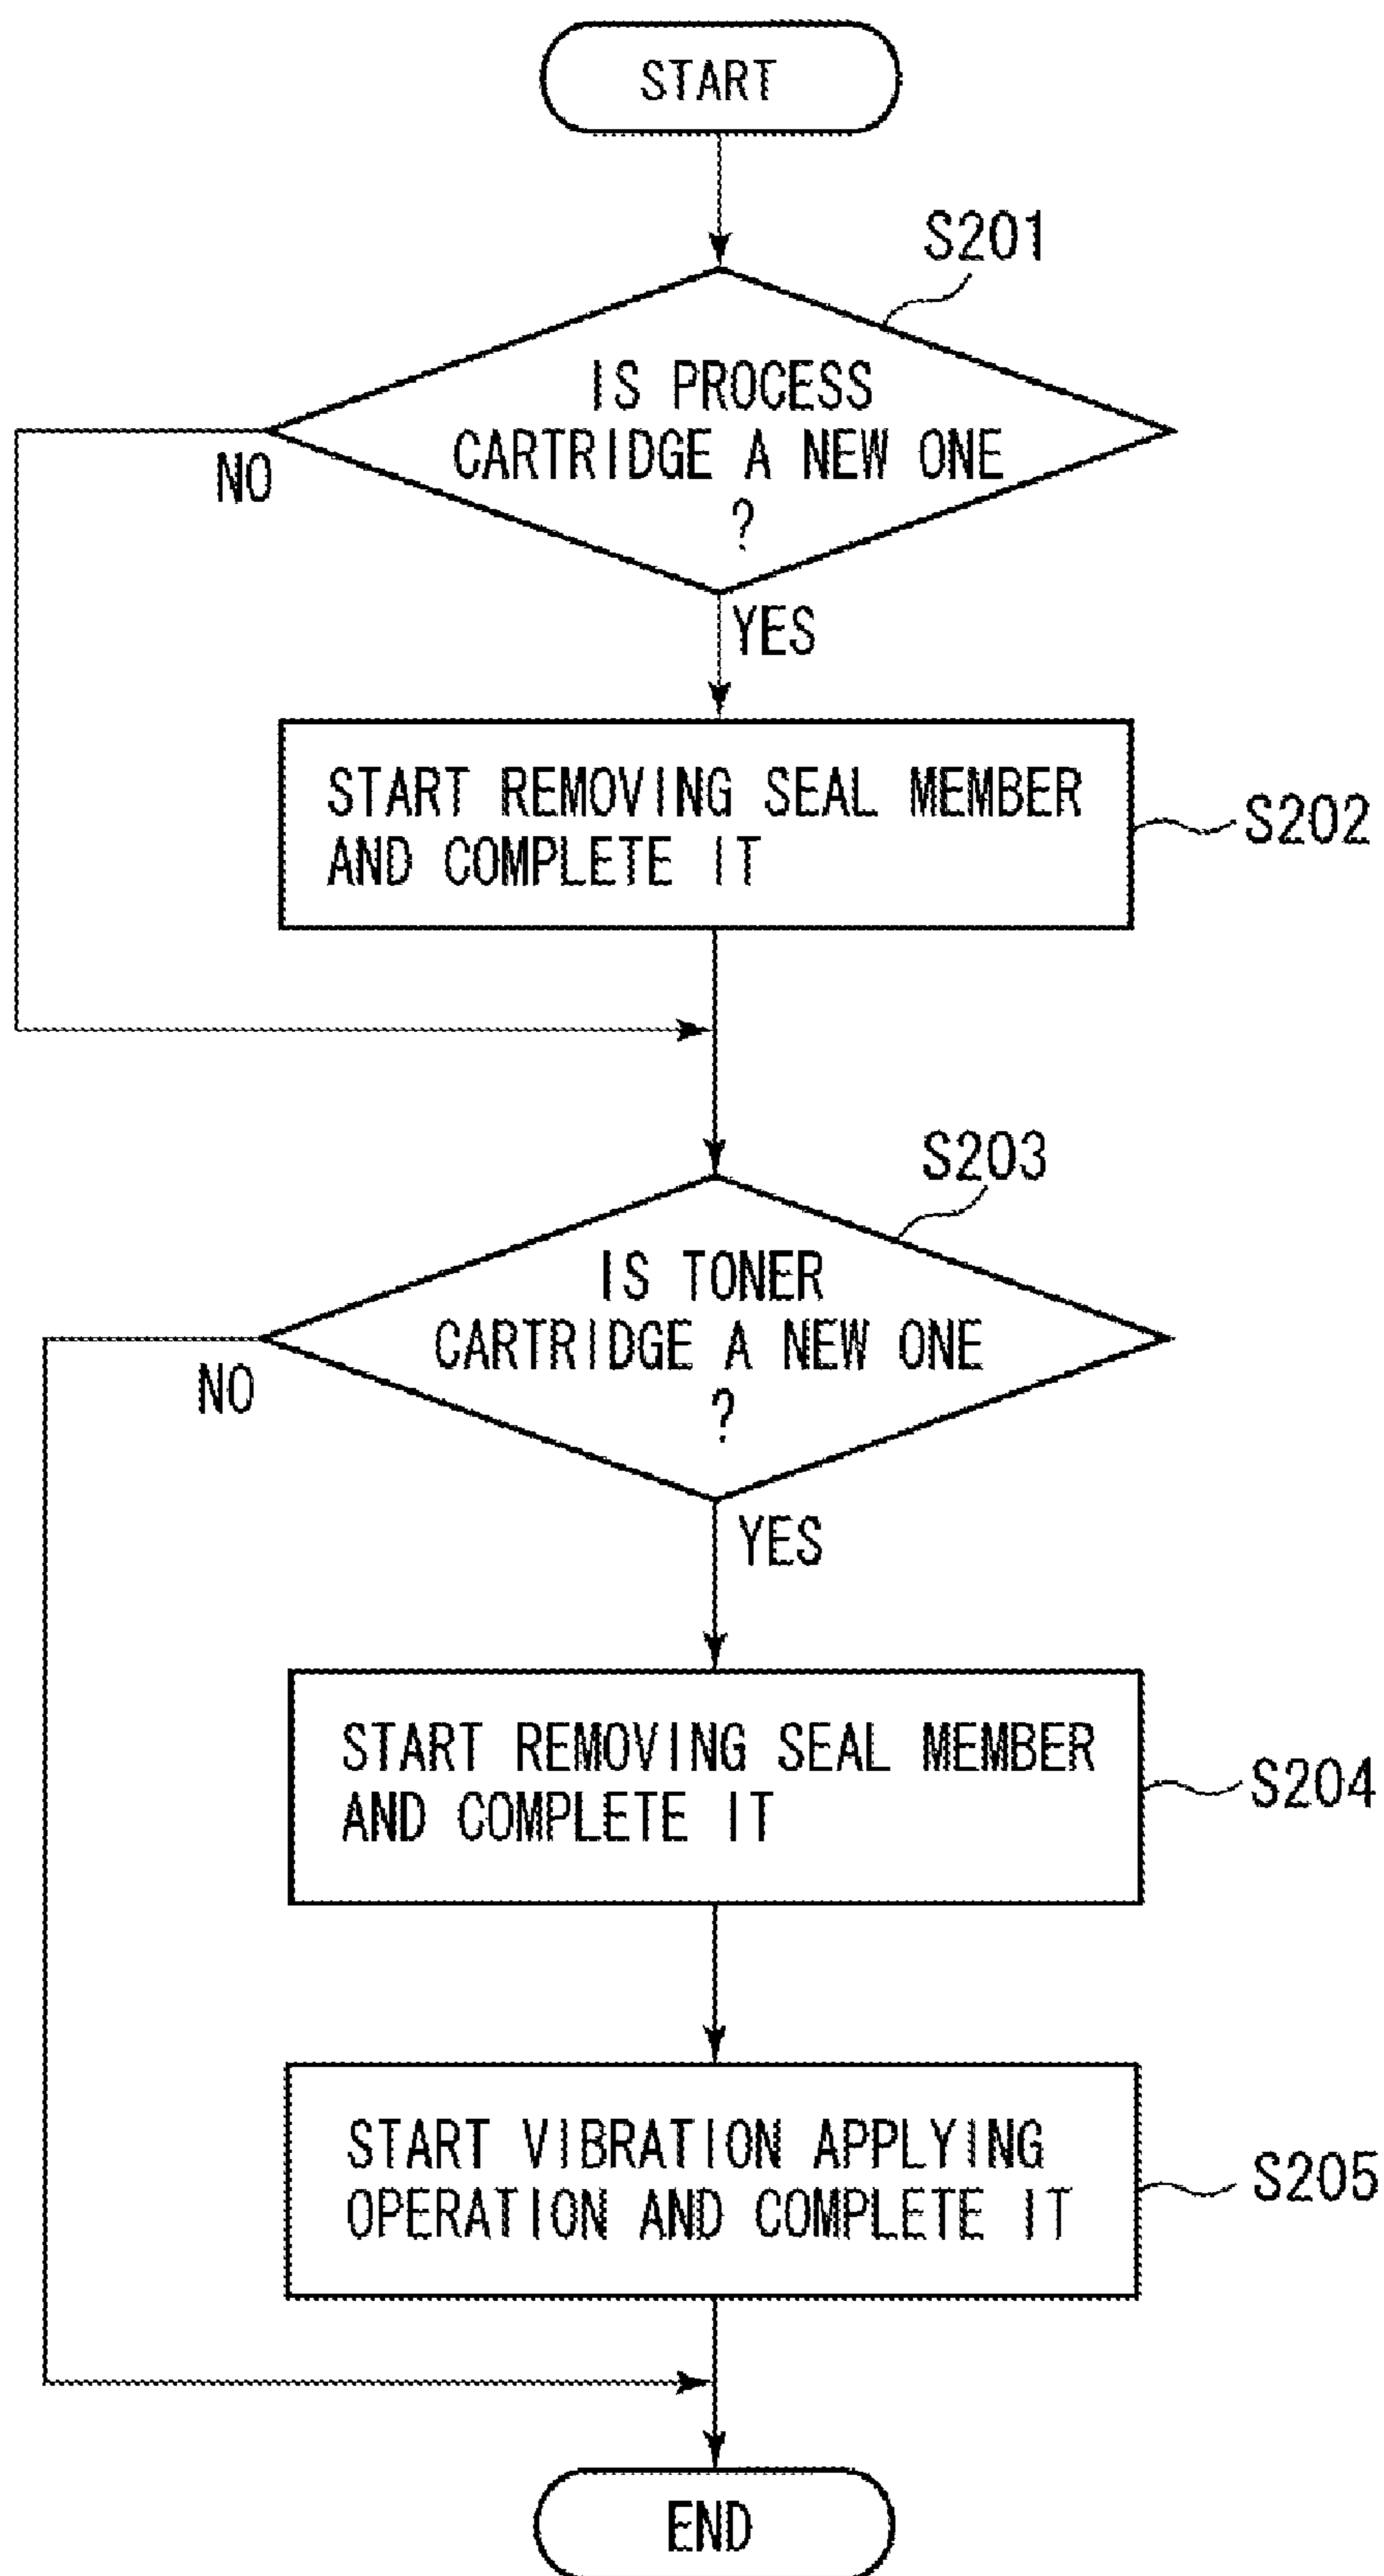 START
S201
IS PROCESS
CARTRIDGE A NEW ONE
?
NO
YES
START REMOVING SEAL MEMBER
AND COMPLETE IT
S202
S203
IS TONER
CARTRIDGE A NEW ONE
?
NO
YES
START REMOVING SEAL MEMBER
AND COMPLETE IT
S204
START VIBRATION APPLYING
OPERATION AND COMPLETE IT
S205
END